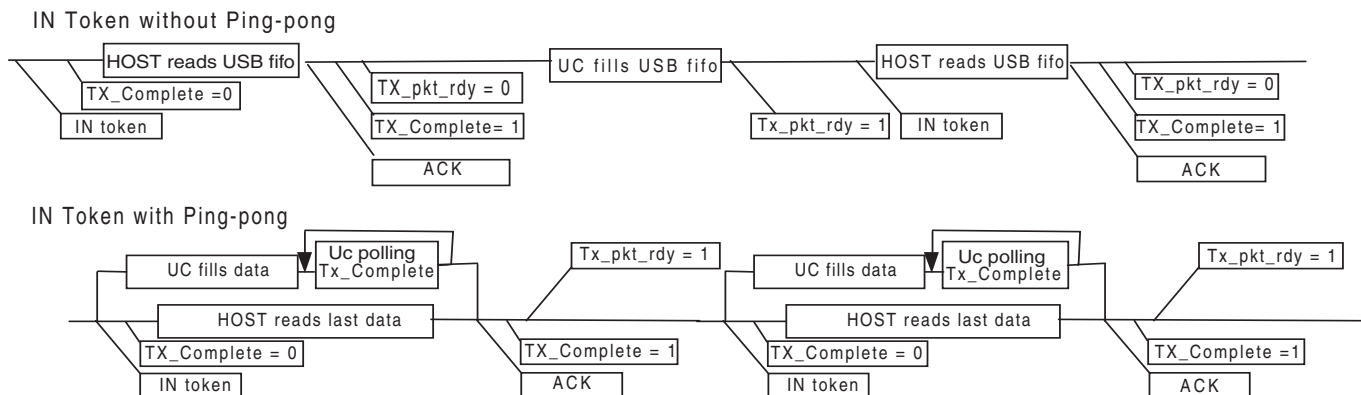 IN Token without Ping-pong
HOST reads USB fifo
TX_Complete =0
IN token
TX_pkt_rdy = 0
TX_Complete= 1
ACK
UC fills USB fifo
Tx_pkt_rdy = 1
HOST reads USB fifo
IN token
TX_pkt_rdy = 0
TX_Complete= 1
ACK
IN Token with Ping-pong
UC fills data
Uc polling
Tx_Complete
HOST reads last data
TX_Complete = 0
IN token
Tx_pkt_rdy = 1
TX_Complete = 1
ACK
UC fills data
Uc polling
Tx_Complete
HOST reads last data
TX_Complete = 0
IN token
Tx_pkt_rdy = 1
TX_Complete =1
ACK